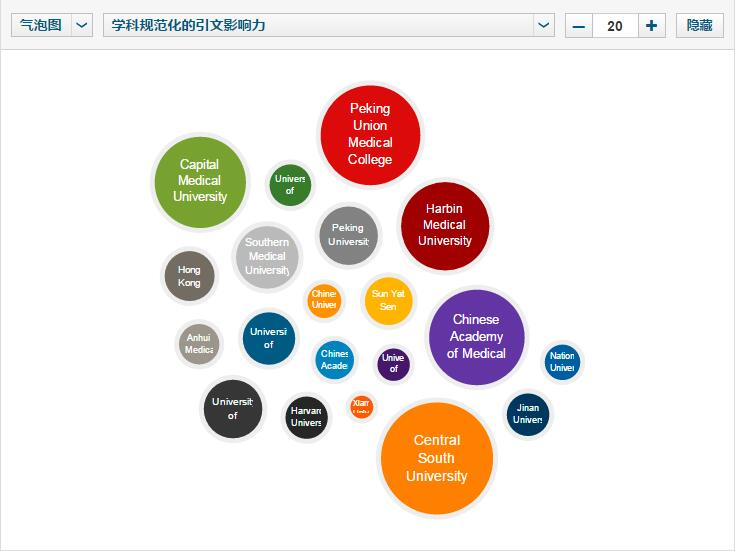 气泡图
学科规范化的引文影响力
20
隐藏
Peking
Union
Medical
College
Capital
Medical
University
Univers
of
Harbin
Medical
University
Peking
Universit
Southern
Medical
University
Hong
Kong
Chines
Univer
Sun Yat
Sen
Chinese
Academy
of Medical
Universi
of
Anhui
Medica
Chines
Acade
Unive
of
Nation
Univer
Universit
of
Harvard
Univers
Xiam
Jinan
Univers
Central
South
University